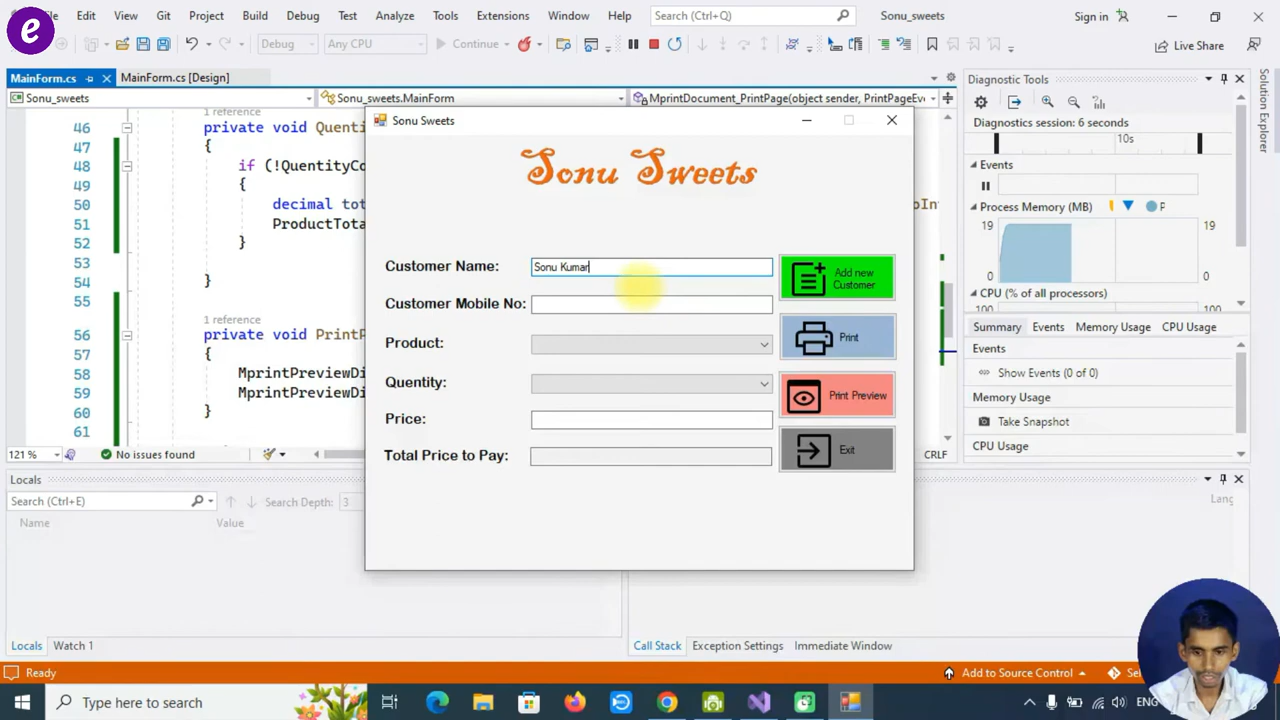 e File Edit View Git Project Build Debug Test Analyze Tools Extensions Window Help Search (Ctrl+Q) Sonu_sweets Sign in
Debug Any CPU Continue Live Share
MainForm.cs MainForm.cs [Design] Diagnostic Tools
Sonu_sweets Sonu_sweets.MainForm MprintDocument_PrintPage(object sender, PrintPageEve
Diagnostics session: 6 seconds
10s
Events
Process Memory (MB) P
19 19
0 0
CPU (% of all processors)
100 100
Summary Events Memory Usage CPU Usage
Events
Show Events (0 of 0)
Memory Usage
Take Snapshot
CPU Usage
1 reference
46 private void Quanti
47 {
48 if (!QuantityCo
49 {
50 decimal tot
51 ProductTota
52 }
53
54 }
55
1 reference
56 private void PrintP
57 {
58 MprintPreviewDi
59 MprintPreviewDi
60 }
61
oInt
121 % No issues found CRLF
Sonu Sweets
Sonu Sweets
Customer Name: Sonu Kumar
Customer Mobile No:
Product:
Quentity:
Price:
Total Price to Pay:
Add new
Customer
Print
Print Preview
Exit
Locals
Search (Ctrl+E) Search Depth: 3
Name Value
Lang
Locals Watch 1 Call Stack Exception Settings Immediate Window
Ready Add to Source Control
Type here to search ENG